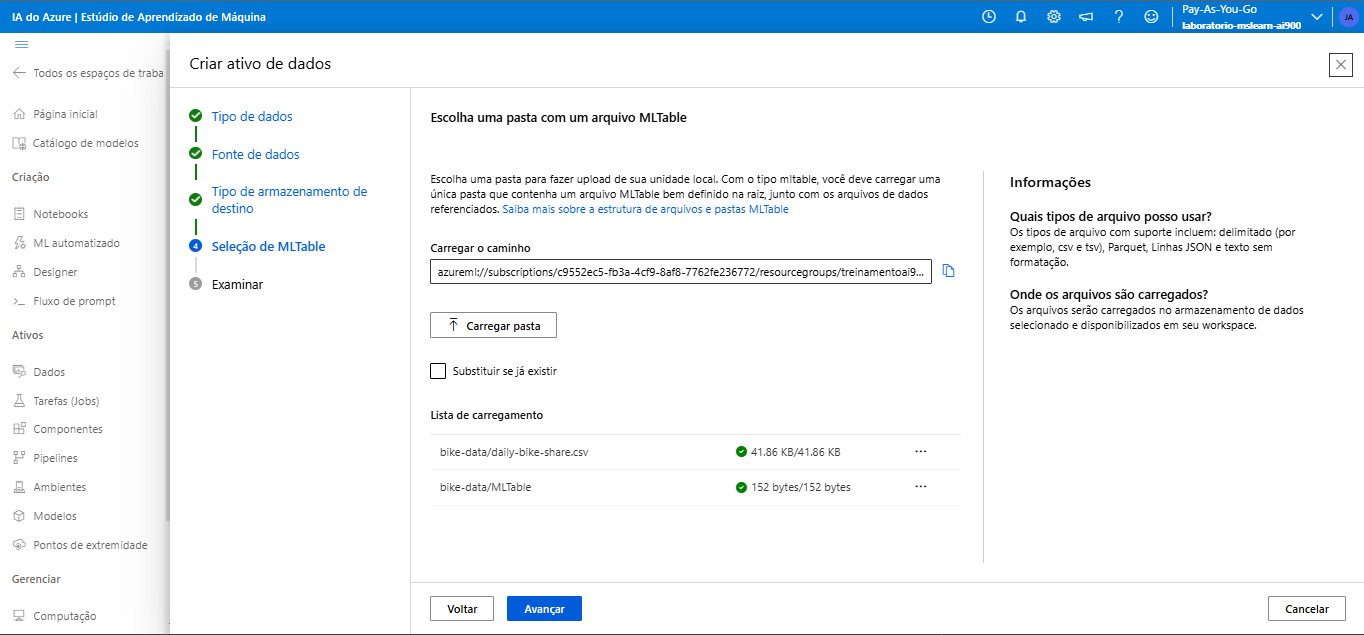 IA do Azure | Estúdio de Aprendizado de Máquina
Pay-As-You-Go
laboratorio-mslearn-ai900
JA
Todos os espaços de traba
Página inicial
Catálogo de modelos
Criação
Notebooks
ML automatizado
Designer
Fluxo de prompt
Ativos
Dados
Tarefas (Jobs)
Componentes
Pipelines
Ambientes
Modelos
Pontos de extremidade
Gerenciar
Computação
Criar ativo de dados
Tipo de dados
Fonte de dados
Tipo de armazenamento de
destino
4 Seleção de MLTable
5 Examinar
Escolha uma pasta com um arquivo MLTable
Escolha uma pasta para fazer upload de sua unidade local. Com o tipo mltable, você deve carregar uma
única pasta que contenha um arquivo MLTable bem definido na raiz, junto com os arquivos de dados
referenciados. Saiba mais sobre a estrutura de arquivos e pastas MLTable
Carregar o caminho
azureml://subscriptions/c9552ec5-fb3a-4cf9-8af8-7762fe236772/resourcegroups/treinamentoai9...
Carregar pasta
Substituir se já existir
Lista de carregamento
bike-data/daily-bike-share.csv 41.86 KB/41.86 KB ...
bike-data/MLTable 152 bytes/152 bytes ...
Informações
Quais tipos de arquivo posso usar?
Os tipos de arquivo com suporte incluem: delimitado (por
exemplo, csv e tsv), Parquet, Linhas JSON e texto sem
formatação.
Onde os arquivos são carregados?
Os arquivos serão carregados no armazenamento de dados
selecionado e disponibilizados em seu workspace.
Voltar
Avançar
Cancelar